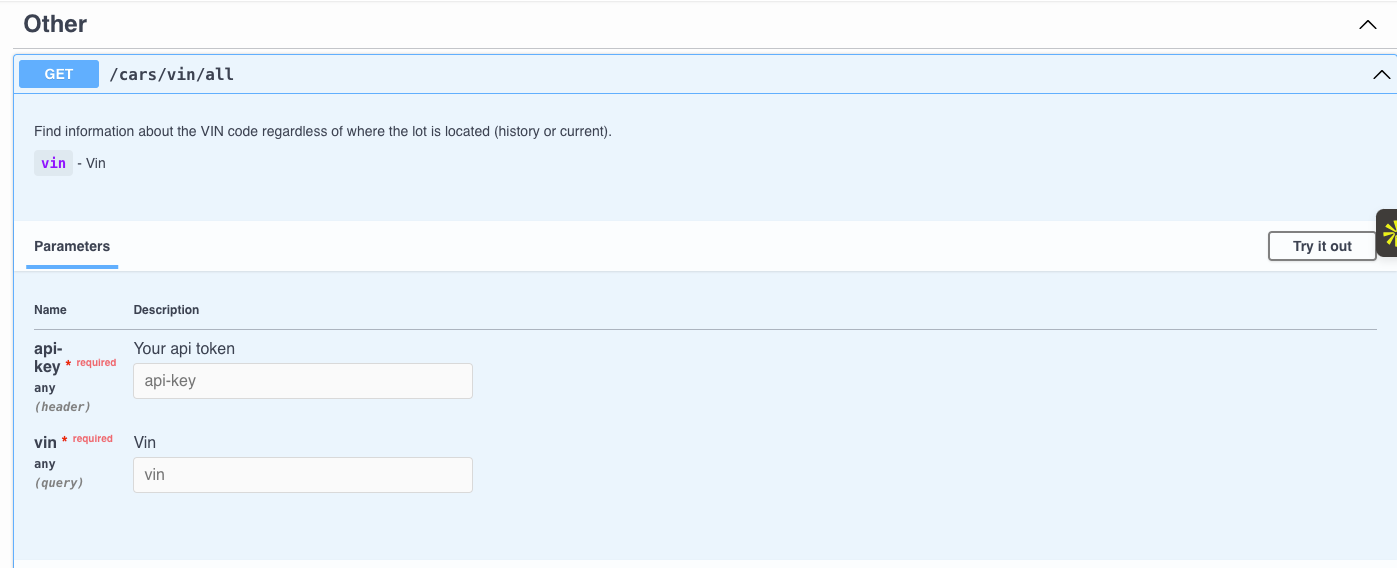 Other
GET /cars/vin/all
Find information about the VIN code regardless of where the lot is located (history or current).
vin - Vin
Parameters
Try it out
Name Description
api-
key * required
any
(header)
Your api token
api-key
vin * required
any
(query)
Vin
vin